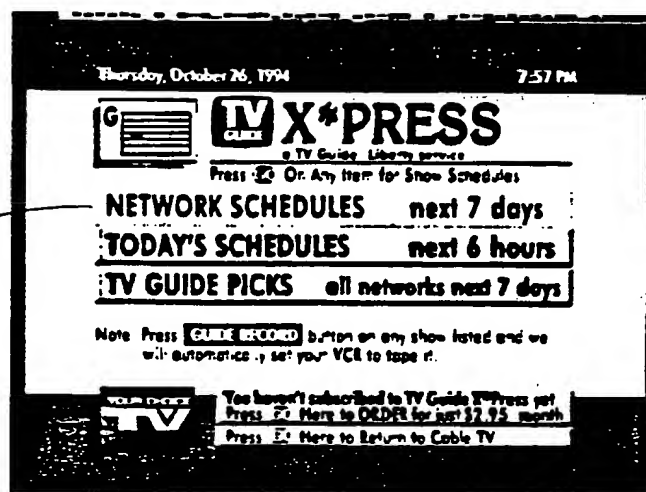 Thursday, October 26, 1994 7:57 PM
G TV GUIDE X*PRESS
a TV Guide Liberty service
Press Or Any Item for Show Schedules
NETWORK SCHEDULES next 7 days
TODAY'S SCHEDULES next 6 hours
TV GUIDE PICKS all networks next 7 days
Note Press GUIDE RECORD button on any show listed and we
will automatically set your VCR to tape it.
TV
You haven't subscribed to TV Guide X*Press yet
Press Here to ORDER for just $2.95 month
Press Here to Return to Cable TV